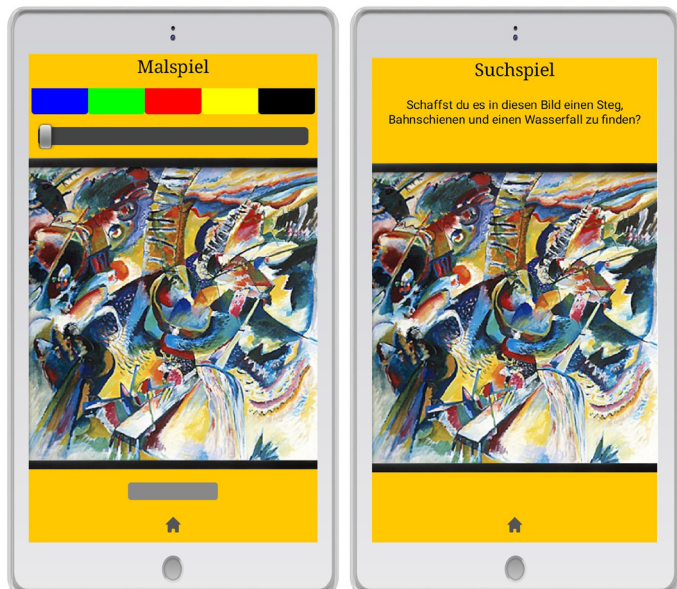 Malspiel
Suchspiel
Schaffst du es in diesen Bild einen Steg,
Bahnschienen und einen Wasserfall zu finden?